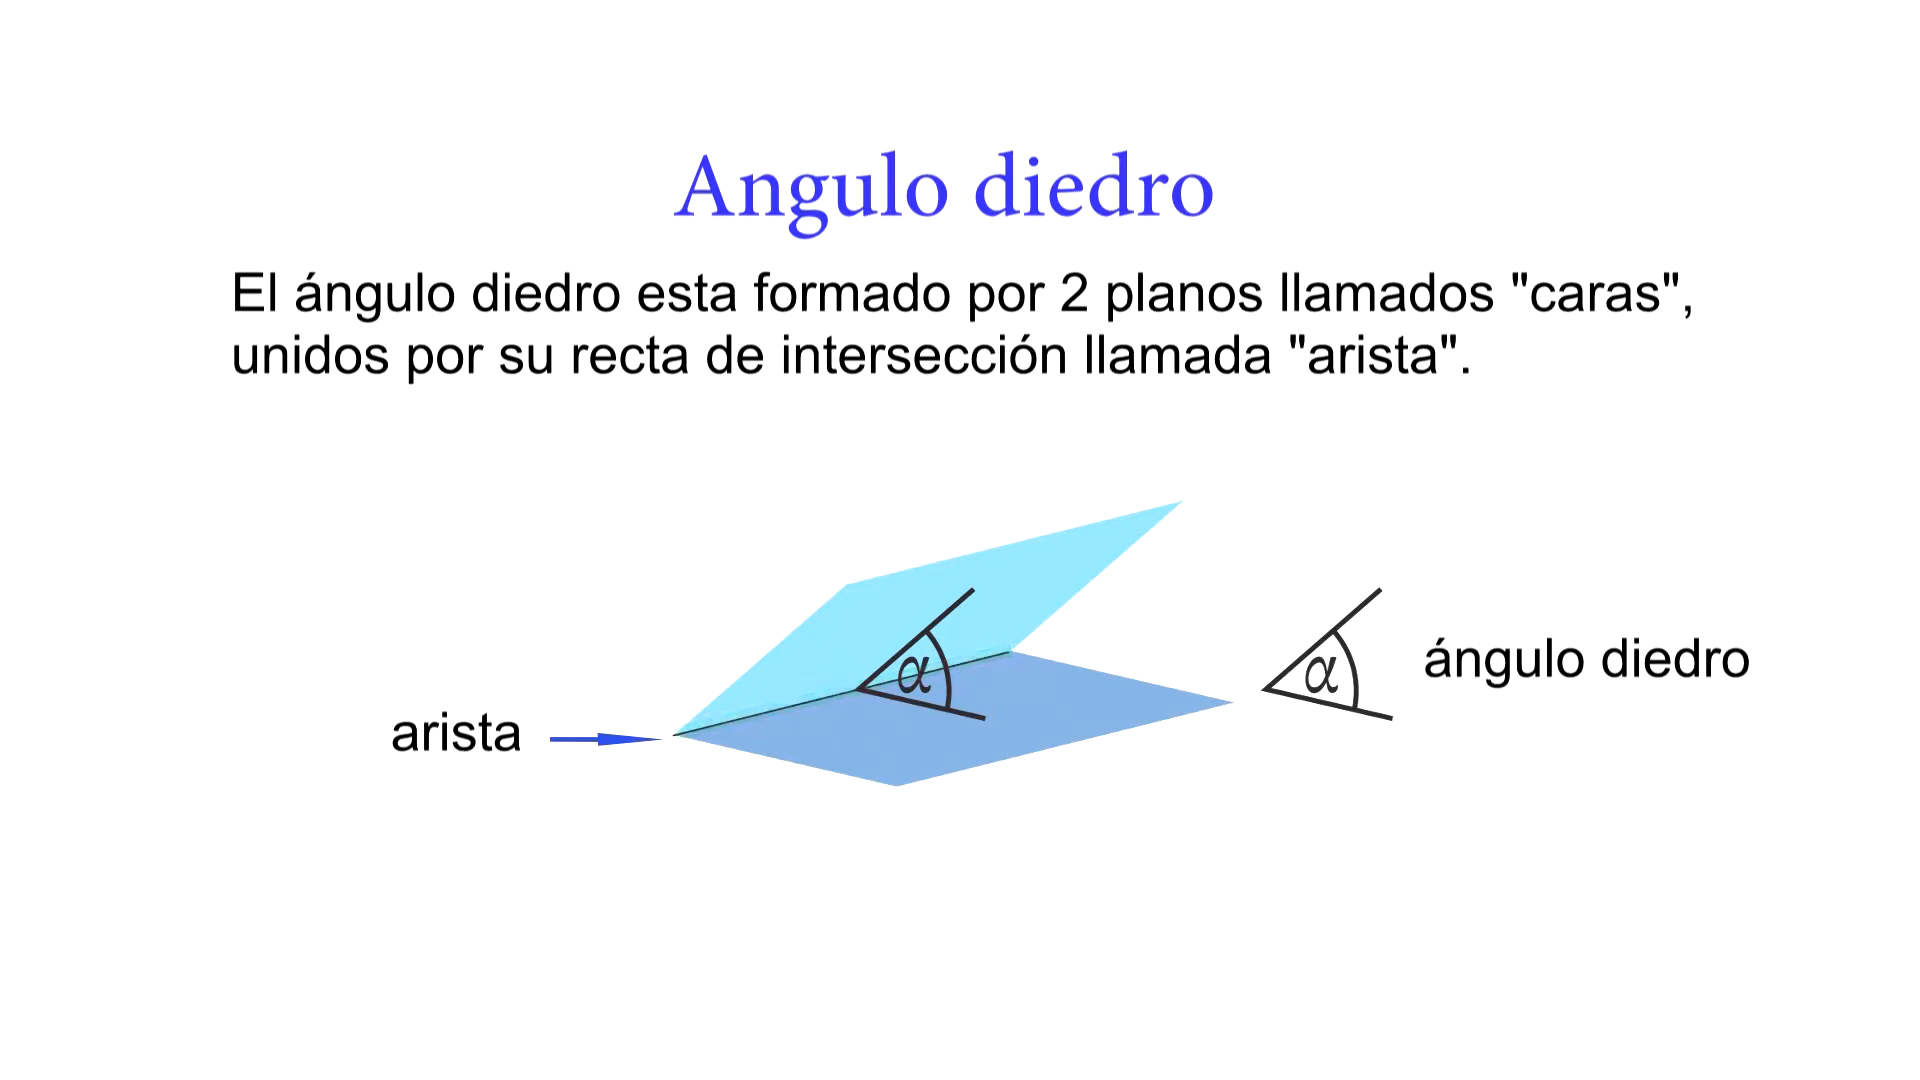 Angulo diedro
El ángulo diedro esta formado por 2 planos llamados "caras",
unidos por su recta de intersección llamada "arista".
α
α
ángulo diedro
arista